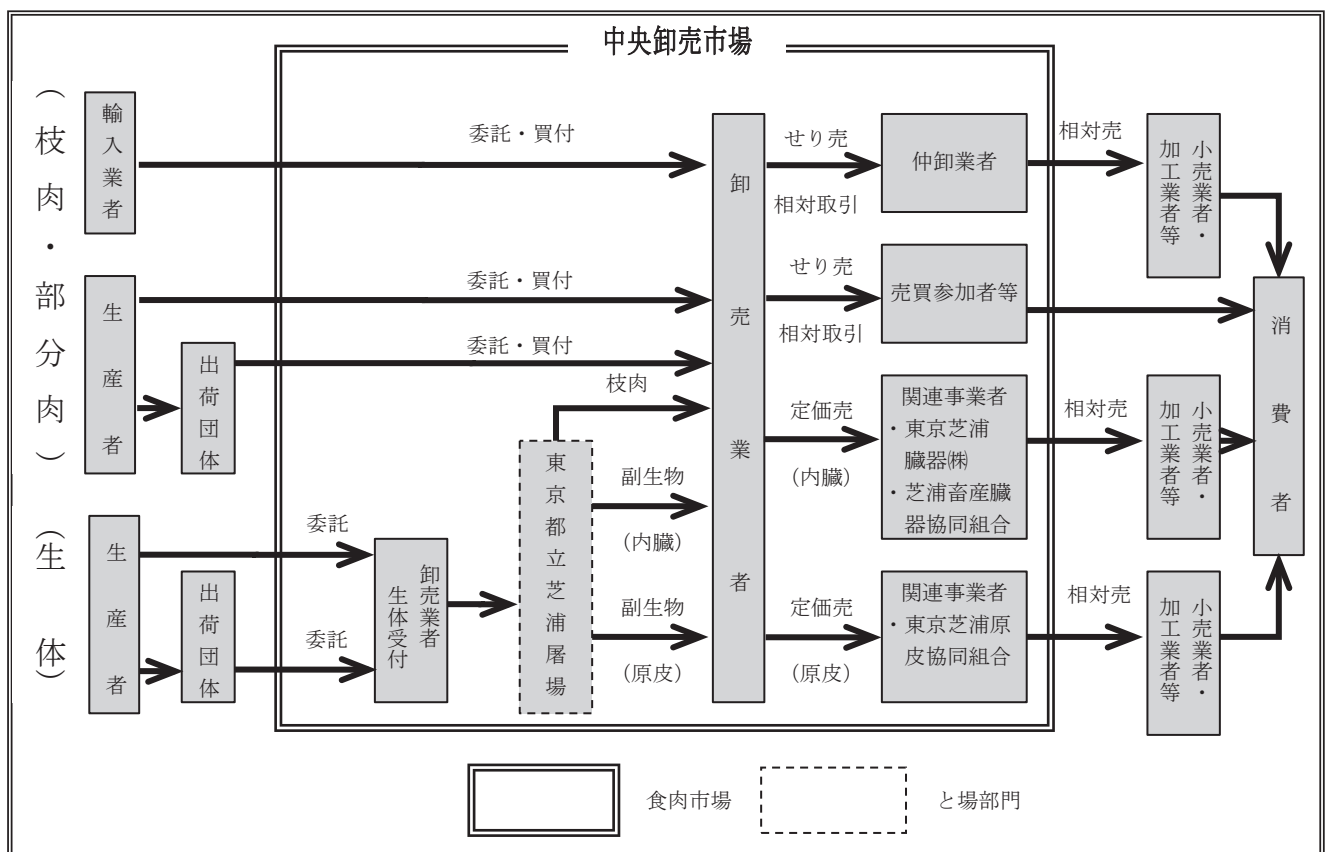 中央卸売市場
（枝肉・部分肉）
輸入業者
委託・買付
卸売業者
せり売
相対取引
仲卸業者
相対売
小売業者・
加工業者等
生産者
委託・買付
せり売
相対取引
売買参加者等
消費者
出荷団体
委託・買付
枝肉
東京都立芝浦屠場
副生物
（内臓）
定価売
（内臓）
関連事業者
・東京芝浦
臓器㈱
・芝浦畜産臓
器協同組合
相対売
小売業者・
加工業者等
（生体）
生産者
委託
出荷団体
委託
卸売業者
生体受付
副生物
（原皮）
定価売
（原皮）
関連事業者
・東京芝浦原
皮協同組合
相対売
小売業者・
加工業者等
食肉市場
と場部門